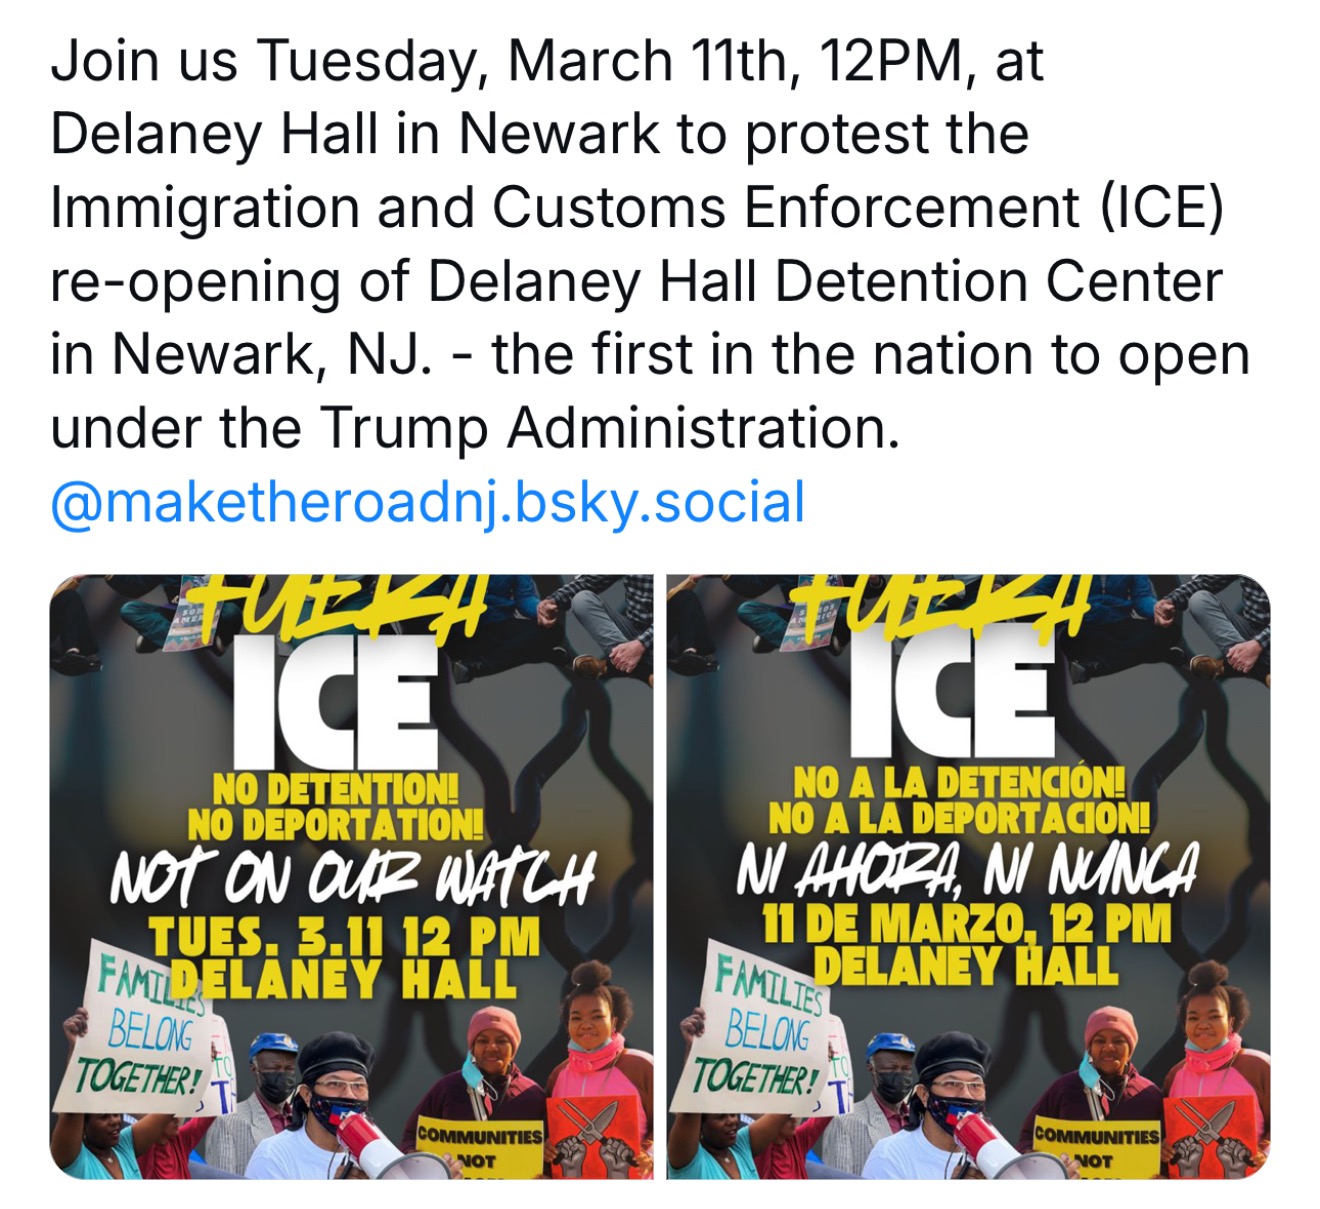 Join us Tuesday, March 11th, 12PM, at
Delaney Hall in Newark to protest the
Immigration and Customs Enforcement (ICE)
re-opening of Delaney Hall Detention Center
in Newark, NJ. - the first in the nation to open
under the Trump Administration.
@maketheroadnj.bsky.social
FUERA
ICE
NO DETENTION!
NO DEPORTATION!
NOT ON OUR WATCH
TUES. 3.11 12 PM
DELANEY HALL
FAMILIES
BELONG
TOGETHER!
COMMUNITIES
NOT
FUERA
ICE
NO A LA DETENCIÓN!
NO A LA DEPORTACION!
NI AHORA, NI NUNCA
11 DE MARZO, 12 PM
DELANEY HALL
FAMILIES
BELONG
TOGETHER!
COMMUNITIES
NOT